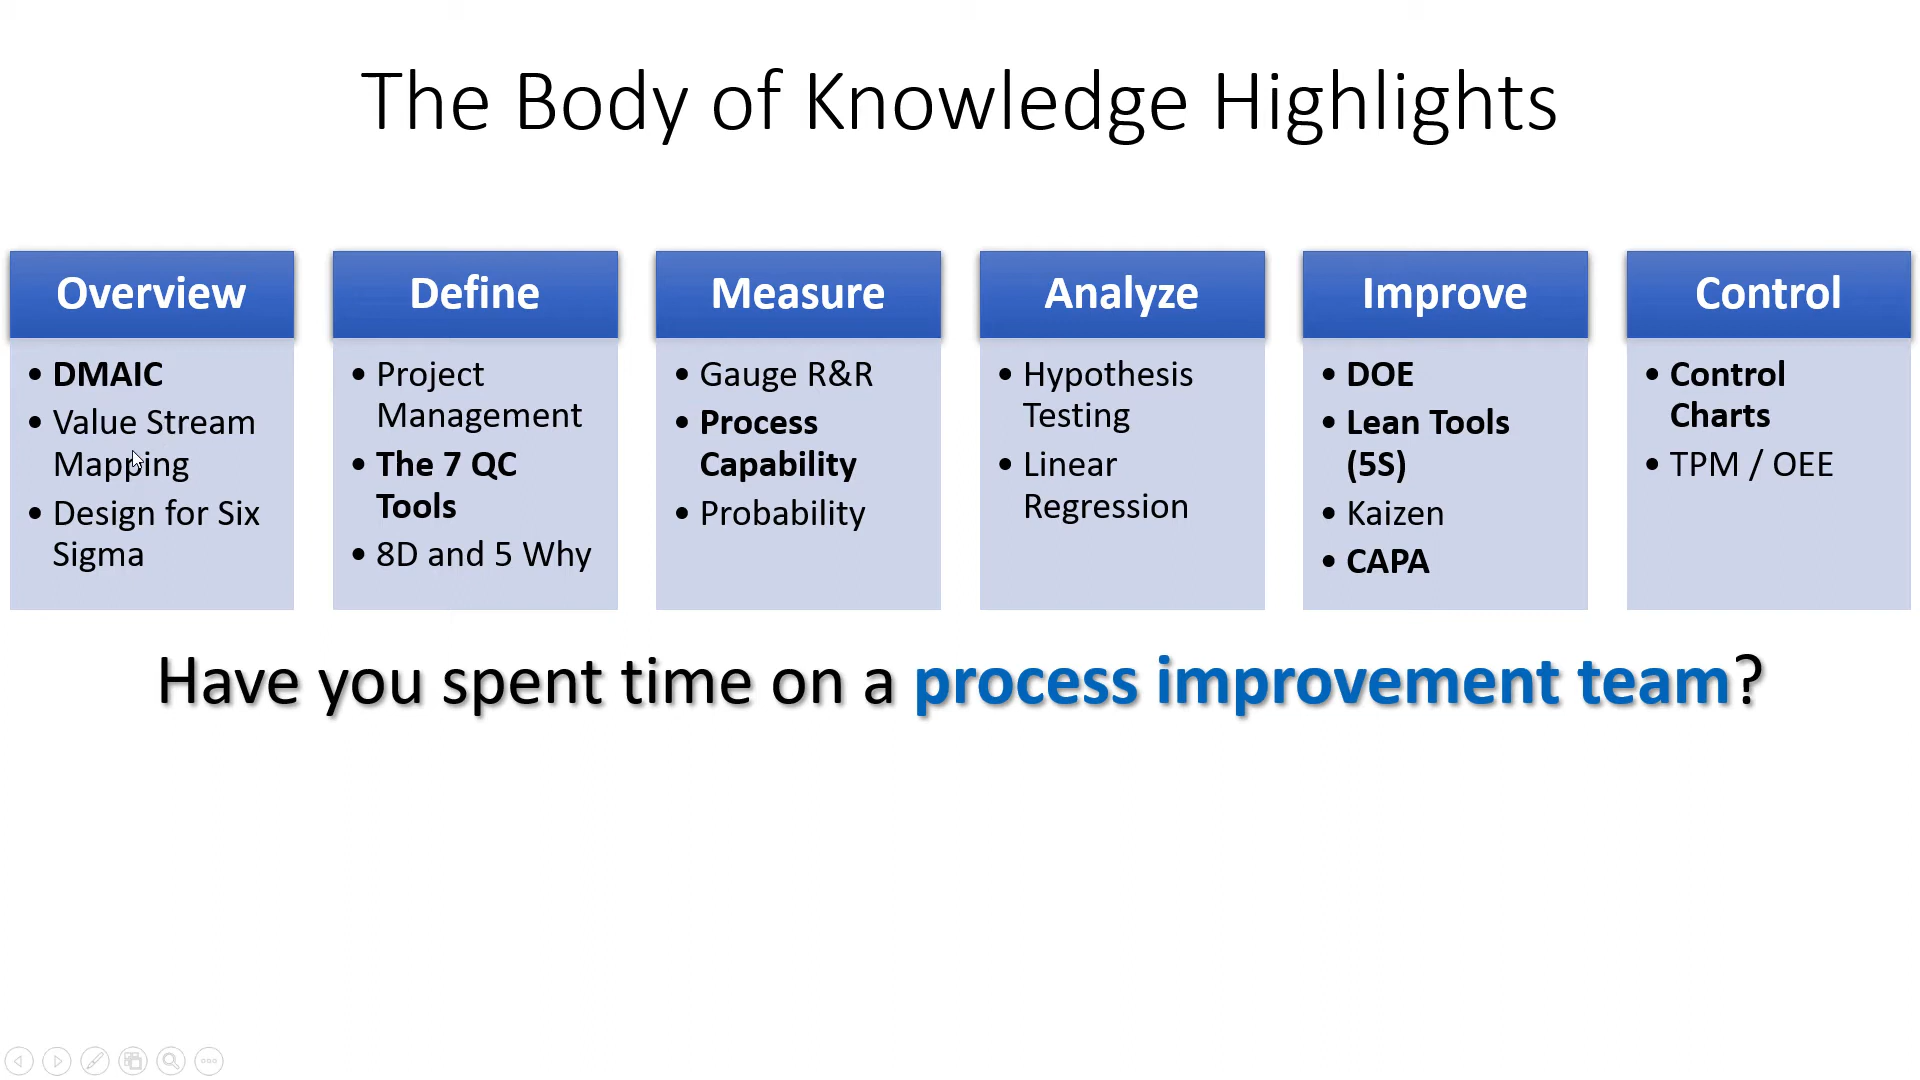 The Body of Knowledge Highlights
Overview
• DMAIC
• Value Stream
Mapping
• Design for Six
Sigma
Define
• Project
Management
• The 7 QC
Tools
• 8D and 5 Why
Measure
• Gauge R&R
• Process
Capability
• Probability
Analyze
• Hypothesis
Testing
• Linear
Regression
Improve
• DOE
• Lean Tools
(5S)
• Kaizen
• CAPA
Control
• Control
Charts
• TPM / OEE
Have you spent time on a process improvement team?